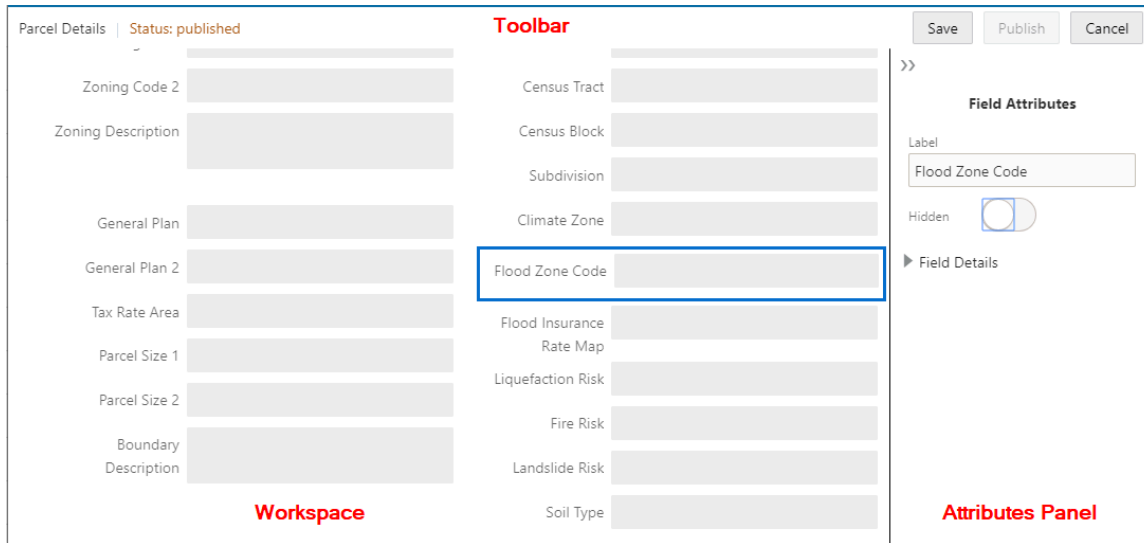 Parcel Details | Status: published
Toolbar
Save
Publish
Cancel
Zoning Code 2
Zoning Description
General Plan
General Plan 2
Tax Rate Area
Parcel Size 1
Parcel Size 2
Boundary
Description
Workspace
Census Tract
Census Block
Subdivision
Climate Zone
Flood Zone Code
Flood Insurance
Rate Map
Liquefaction Risk
Fire Risk
Landslide Risk
Soil Type
Field Attributes
Label
Flood Zone Code
Hidden
Field Details
Attributes Panel